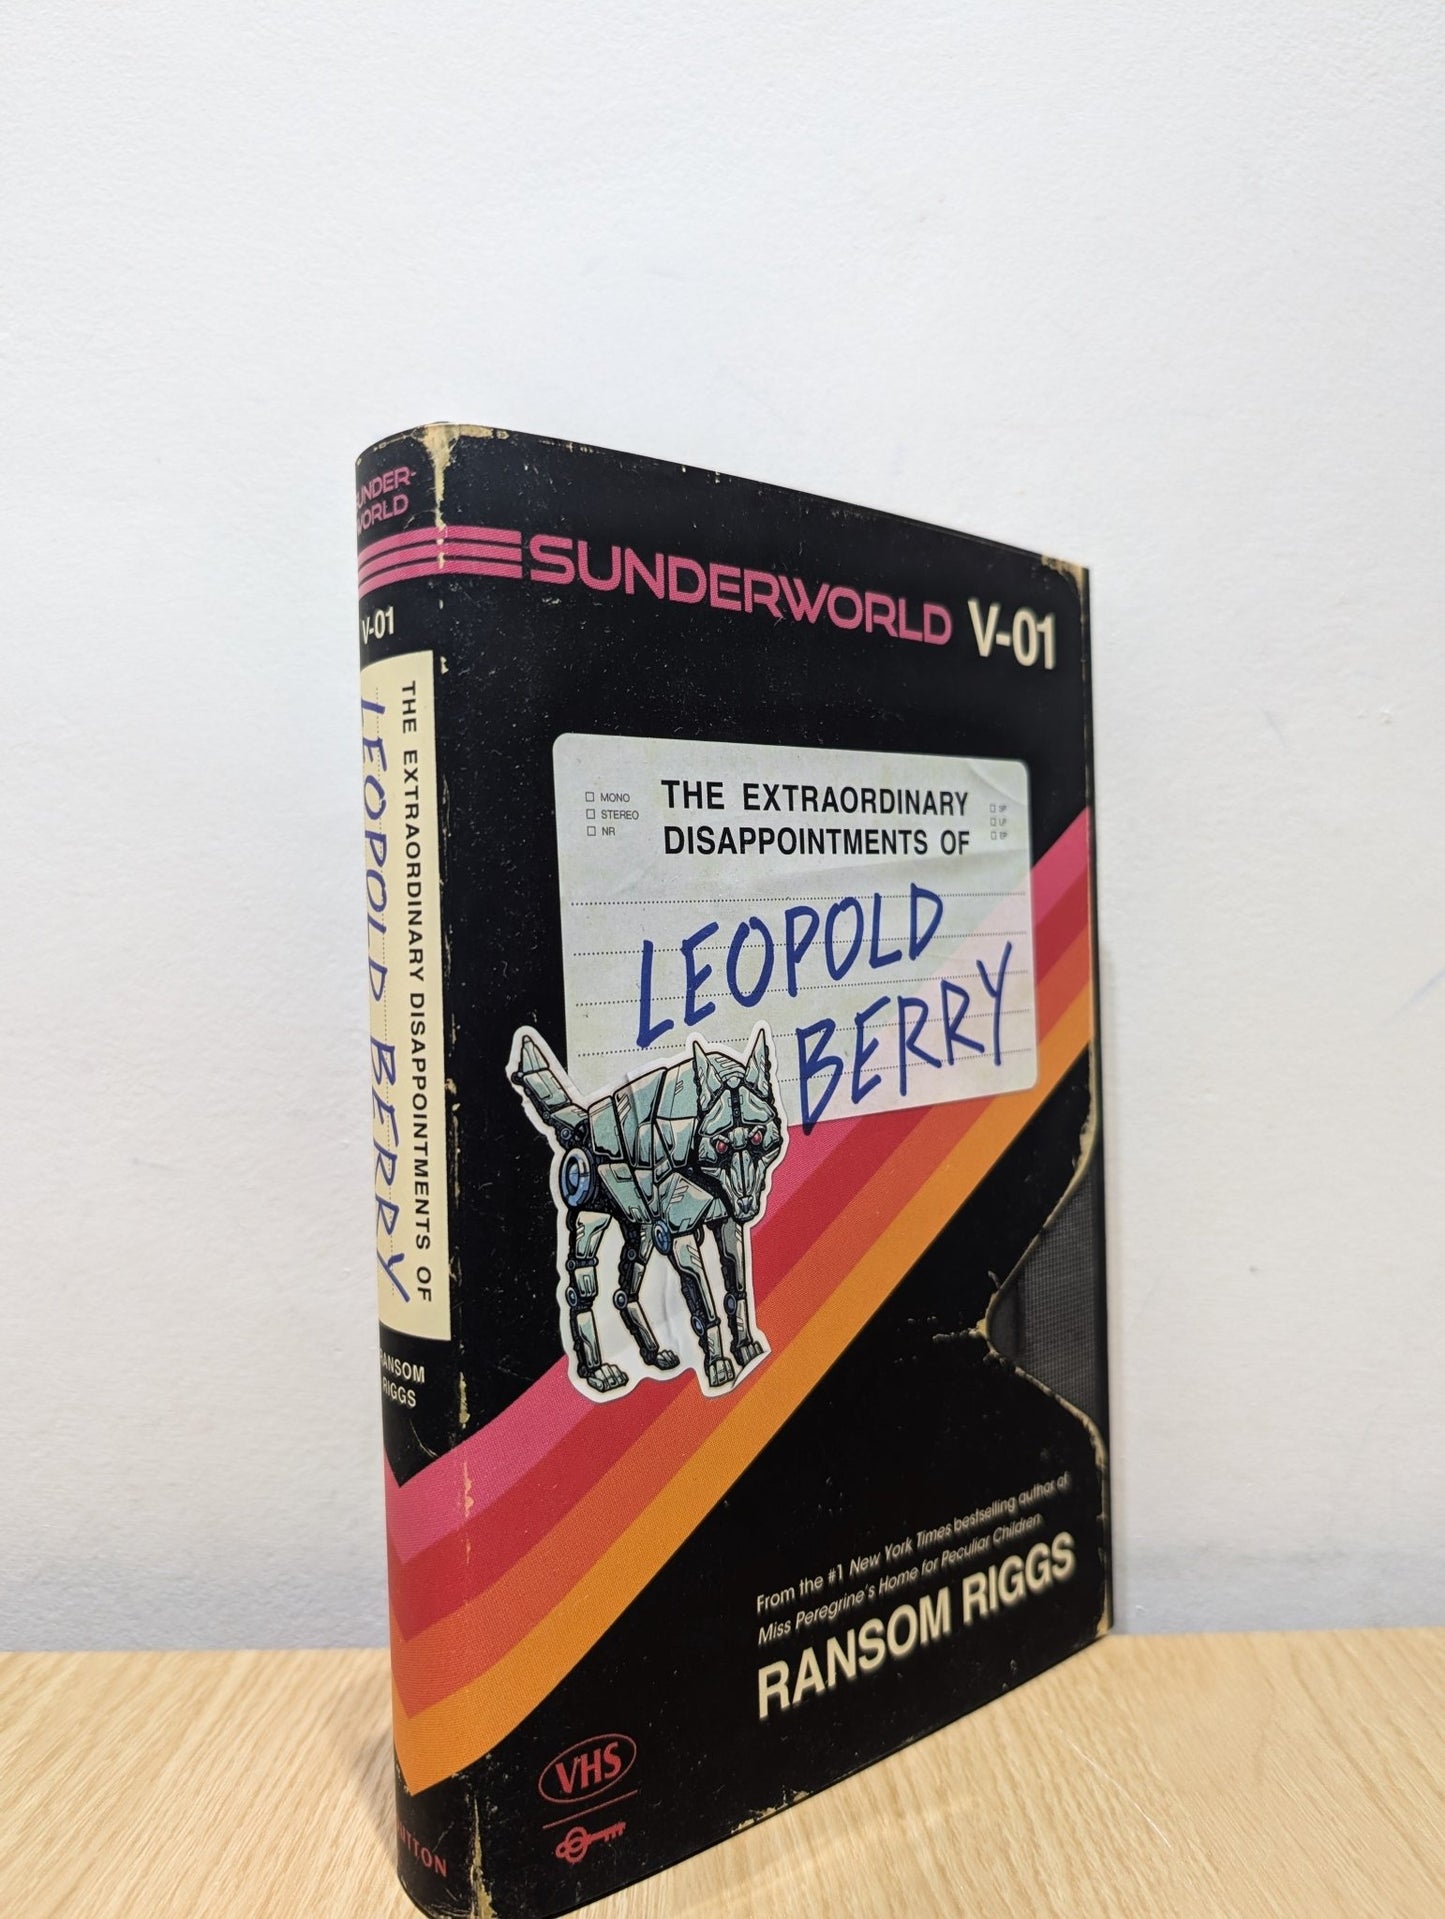 SUNDER-
WORLD
V-01
THE EXTRAORDINARY DISAPPOINTMENTS OF
LEOPOLD BERRY
RANSOM
RIGGS
DUTTON
SUNDERWORLD V-01
MONO
STEREO
NR
THE EXTRAORDINARY
DISAPPOINTMENTS OF
SP
LP
EP
LEOPOLD
BERRY
From the #1 New York Times bestselling author of
Miss Peregrine's Home for Peculiar Children
RANSOM RIGGS
VHS